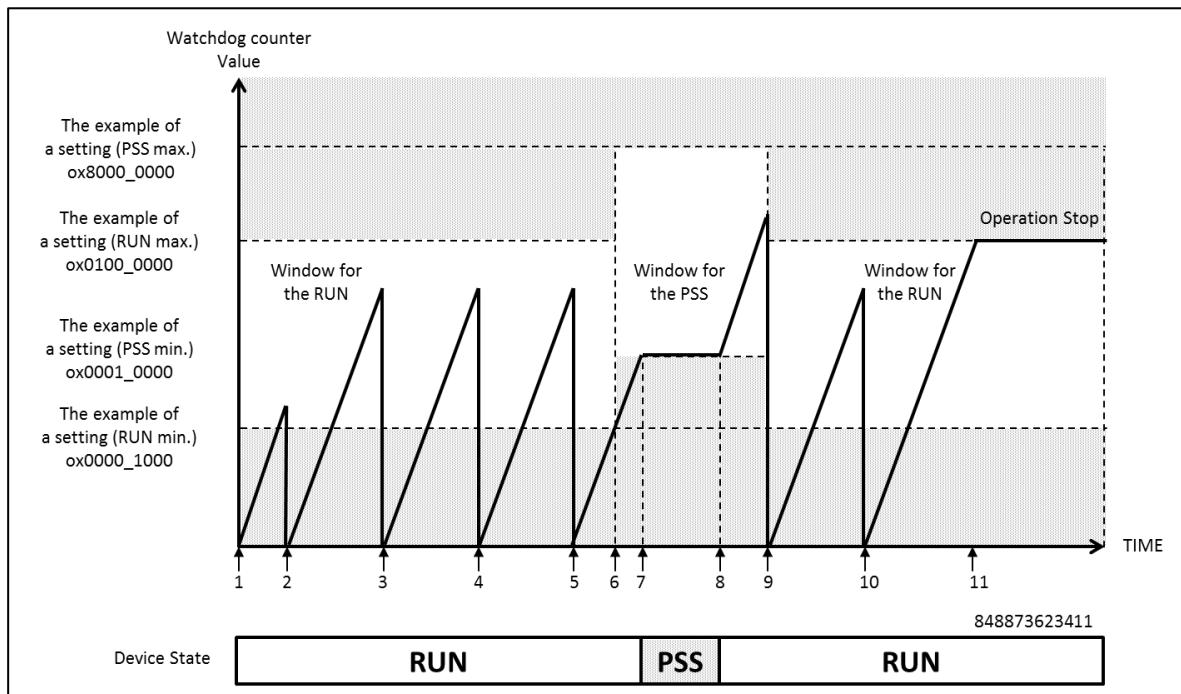 Watchdog counter
Value
The example of
a setting (PSS max.)
ox8000_0000
The example of
a setting (RUN max.)
ox0100_0000
Operation Stop
Window for
the RUN
Window for
the PSS
Window for
the RUN
The example of
a setting (PSS min.)
ox0001_0000
The example of
a setting (RUN min.)
ox0000_1000
TIME
1 2 3 4 5 6 7 8 9 10 11
848873623411
Device State RUN PSS RUN